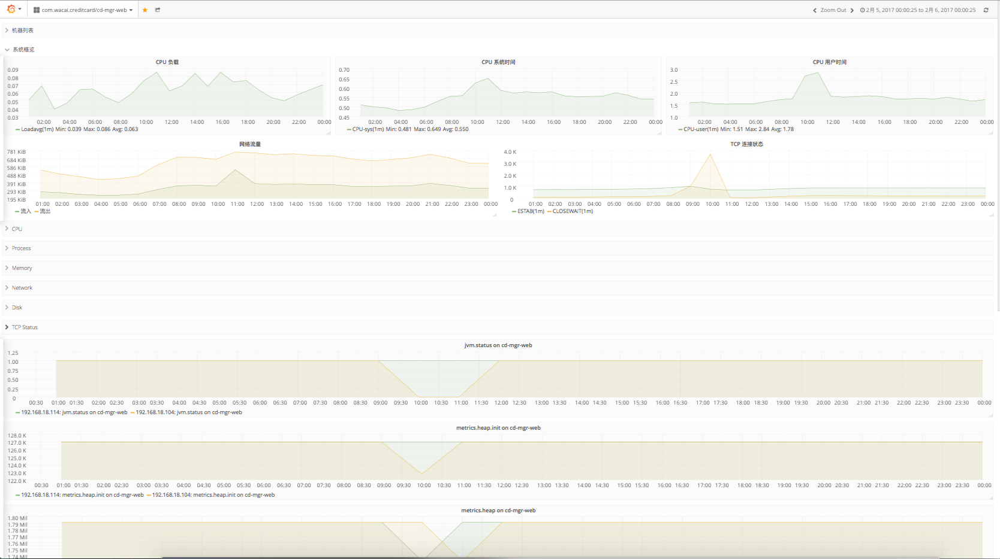 com.wacai.creditcard/cd-mgr-web
Zoom Out
2月 5, 2017 00:00:25 to 2月 6, 2017 00:00:25
机器列表
系统概览
CPU 负载
0.09
0.08
0.07
0.06
0.05
0.04
0.03
02:00 04:00 06:00 08:00 10:00 12:00 14:00 16:00 18:00 20:00 22:00 00:00
Loadavg(1m) Min: 0.039 Max: 0.086 Avg: 0.063
CPU 系统时间
0.70
0.65
0.60
0.55
0.50
0.45
02:00 04:00 06:00 08:00 10:00 12:00 14:00 16:00 18:00 20:00 22:00 00:00
CPU-sys(1m) Min: 0.481 Max: 0.649 Avg: 0.550
CPU 用户时间
3.0
2.5
2.0
1.5
1.0
02:00 04:00 06:00 08:00 10:00 12:00 14:00 16:00 18:00 20:00 22:00 00:00
CPU-user(1m) Min: 1.51 Max: 2.84 Avg: 1.78
网络流量
781 KiB
684 KiB
586 KiB
488 KiB
391 KiB
293 KiB
195 KiB
01:00 02:00 03:00 04:00 05:00 06:00 07:00 08:00 09:00 10:00 11:00 12:00 13:00 14:00 15:00 16:00 17:00 18:00 19:00 20:00 21:00 22:00 23:00 00:00
流入 流出
TCP 连接状态
4.0 K
3.0 K
2.0 K
1.0 K
0
01:00 02:00 03:00 04:00 05:00 06:00 07:00 08:00 09:00 10:00 11:00 12:00 13:00 14:00 15:00 16:00 17:00 18:00 19:00 20:00 21:00 22:00 23:00 00:00
ESTAB(1m) CLOSEWAIT(1m)
CPU
Process
Memory
Network
Disk
TCP Status
jvm.status on cd-mgr-web
1.25
1.00
0.75
0.50
0.25
0
00:30 01:00 01:30 02:00 02:30 03:00 03:30 04:00 04:30 05:00 05:30 06:00 06:30 07:00 07:30 08:00 08:30 09:00 09:30 10:00 10:30 11:00 11:30 12:00 12:30 13:00 13:30 14:00 14:30 15:00 15:30 16:00 16:30 17:00 17:30 18:00 18:30 19:00 19:30 20:00 20:30 21:00 21:30 22:00 22:30 23:00 23:30 00:00
192.168.18.114: jvm.status on cd-mgr-web 192.168.18.104: jvm.status on cd-mgr-web
metrics.heap.init on cd-mgr-web
128.0 K
127.0 K
126.0 K
125.0 K
124.0 K
123.0 K
122.0 K
00:30 01:00 01:30 02:00 02:30 03:00 03:30 04:00 04:30 05:00 05:30 06:00 06:30 07:00 07:30 08:00 08:30 09:00 09:30 10:00 10:30 11:00 11:30 12:00 12:30 13:00 13:30 14:00 14:30 15:00 15:30 16:00 16:30 17:00 17:30 18:00 18:30 19:00 19:30 20:00 20:30 21:00 21:30 22:00 22:30 23:00 23:30 00:00
192.168.18.114: metrics.heap.init on cd-mgr-web 192.168.18.104: metrics.heap.init on cd-mgr-web
metrics.heap on cd-mgr-web
1.80 Mil
1.79 Mil
1.78 Mil
1.77 Mil
1.76 Mil
1.75 Mil
1.74 Mil